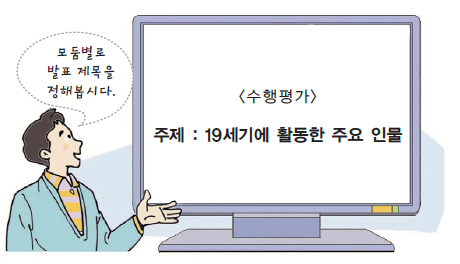 모둠별로
발표 제목을
정해봅시다.
<수행평가>
주제 : 19세기에 활동한 주요 인물